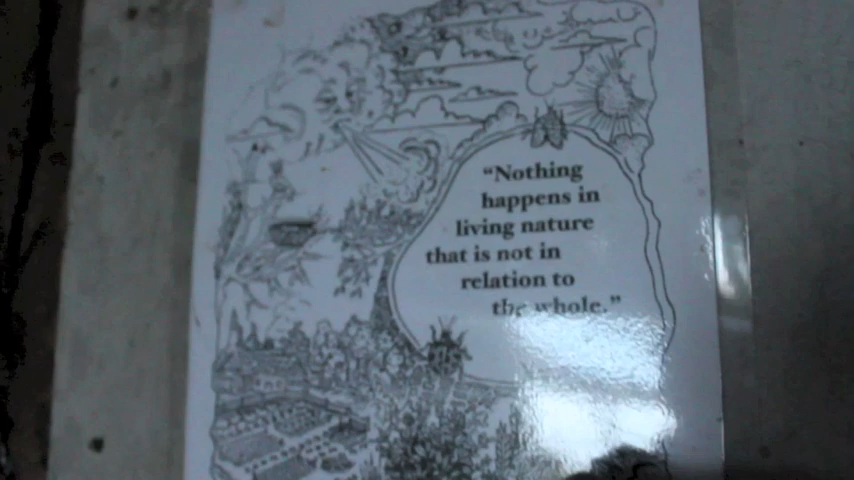 “Nothing
happens in
living nature
that is not in
relation to
the whole.”